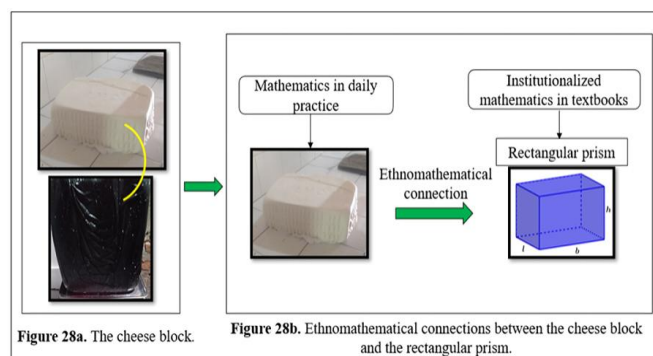 Mathematics in daily
practice
Institutionalized
mathematics in textbooks
Rectangular prism
Ethnomathematical
connection
h
l
b
Figure 28a. The cheese block.
Figure 28b. Ethnomathematical connections between the cheese block
and the rectangular prism.